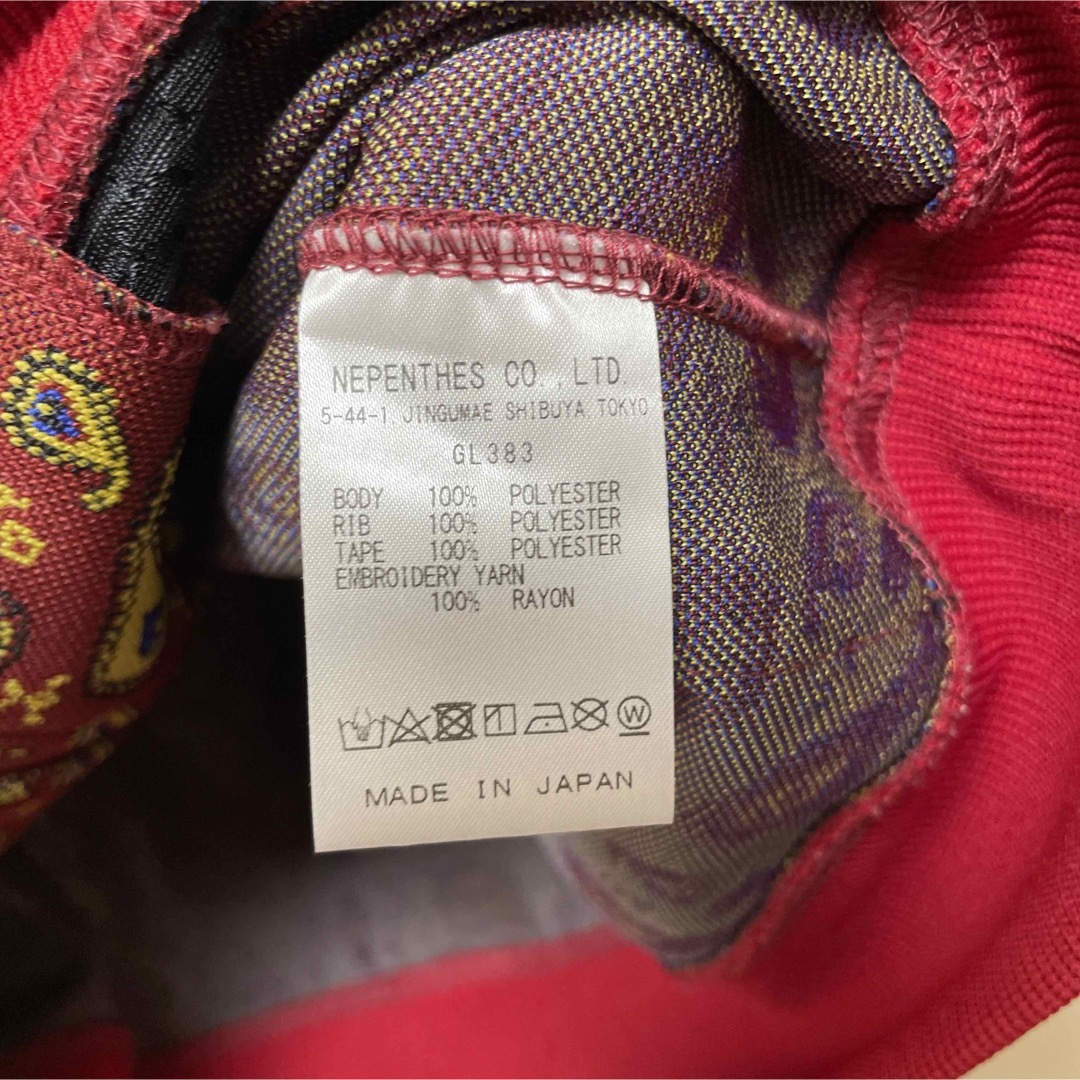 NEPENTHES CO.,LTD.
5-44-1, JINGUMAE SHIBUYA TOKYO
GL383
BODY 100% POLYESTER
RIB 100% POLYESTER
TAPE 100% POLYESTER
EMBROIDERY YARN
100% RAYON
W
MADE IN JAPAN